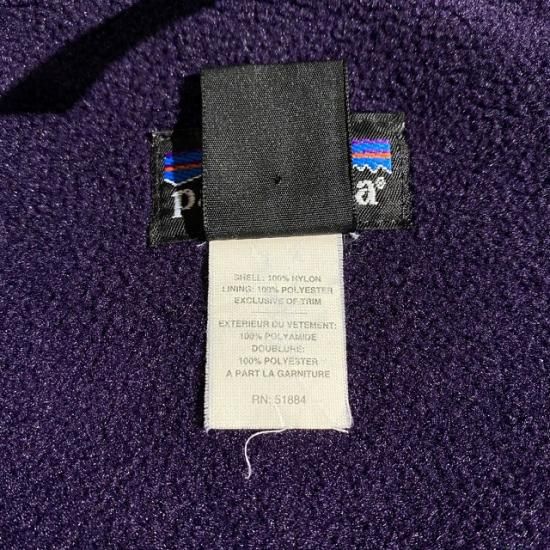 p a®
SHELL: 100% NYLON
LINING: 100% POLYESTER
EXCLUSIVE OF TRIM
EXTERIEUR DU VETEMENT:
100% POLYAMIDE
DOUBLURE:
100% POLYESTER
A PART LA GARNITURE
RN: 51884